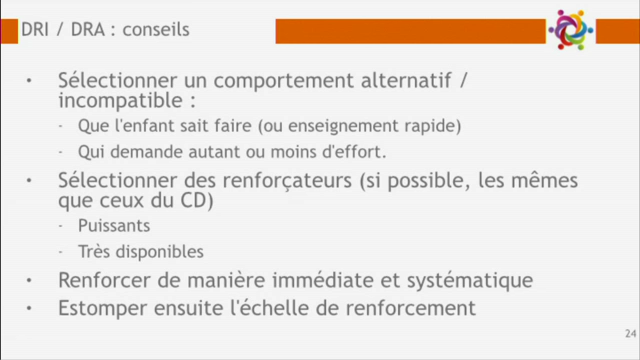 DRI / DRA : conseils
• Sélectionner un comportement alternatif /
incompatible :
- Que l'enfant sait faire (ou enseignement rapide)
- Qui demande autant ou moins d'effort.
• Sélectionner des renforçateurs (si possible, les mêmes
que ceux du CD)
- Puissants
- Très disponibles
• Renforcer de manière immédiate et systématique
• Estomper ensuite l'échelle de renforcement
24